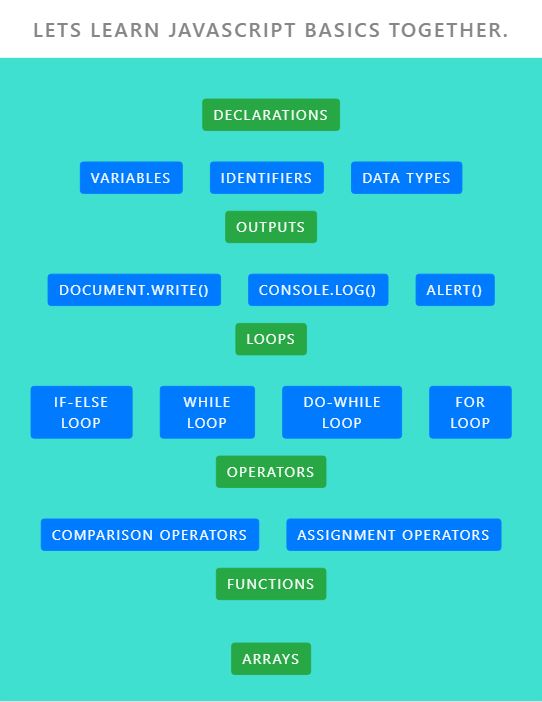 LETS LEARN JAVASCRIPT BASICS TOGETHER.
DECLARATIONS
VARIABLES IDENTIFIERS DATA TYPES
OUTPUTS
DOCUMENT.WRITE() CONSOLE.LOG() ALERT()
LOOPS
IF-ELSE LOOP WHILE LOOP DO-WHILE LOOP FOR LOOP
OPERATORS
COMPARISON OPERATORS ASSIGNMENT OPERATORS
FUNCTIONS
ARRAYS